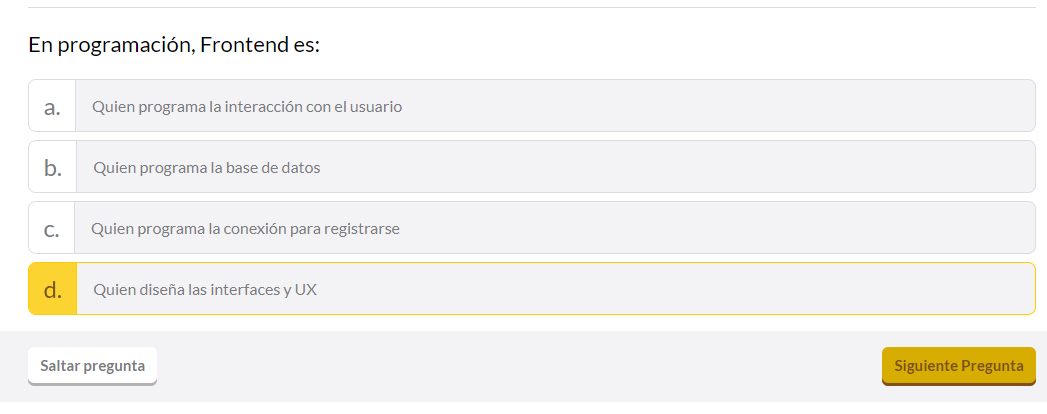 En programación, Frontend es:
a. Quien programa la interacción con el usuario
b. Quien programa la base de datos
c. Quien programa la conexión para registrarse
d. Quien diseña las interfaces y UX
Saltar pregunta Siguiente Pregunta